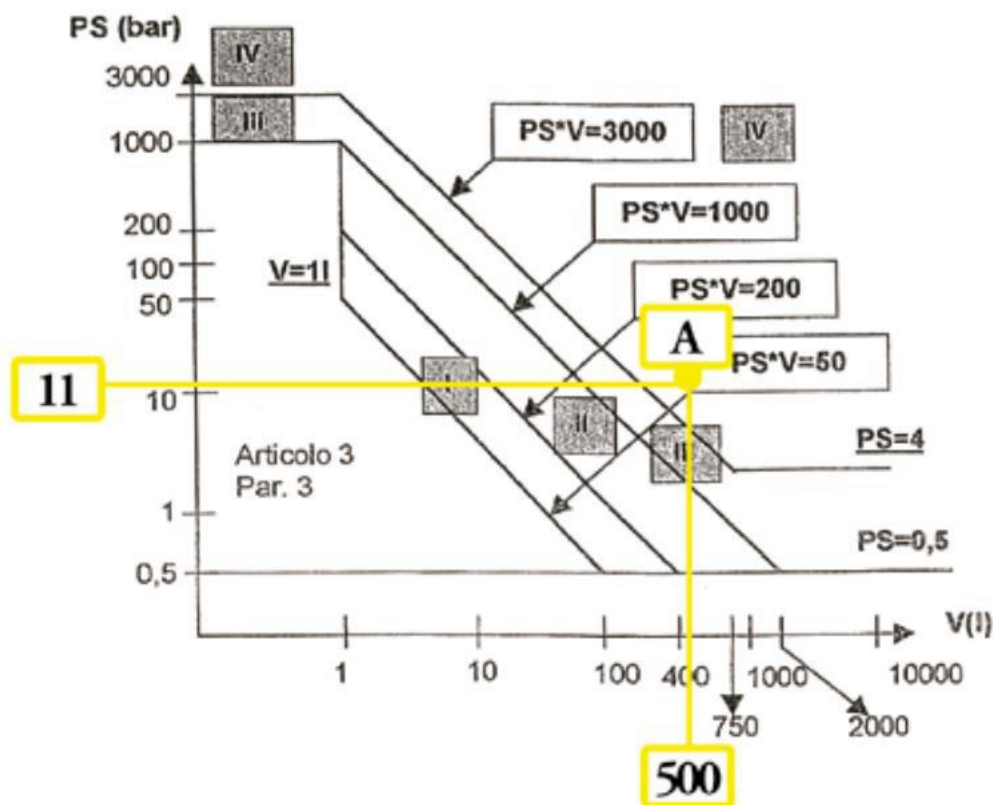 PS (bar)
IV
3000
III
PS*V=3000
IV
1000
PS*V=1000
200
V=1l
100
PS*V=200
50
A
PS*V=50
11
I
10
II
PS=4
Articolo 3
Par. 3
1
PS=0,5
0,5
V(l)
1
10
100
400
1000
10000
750
2000
500